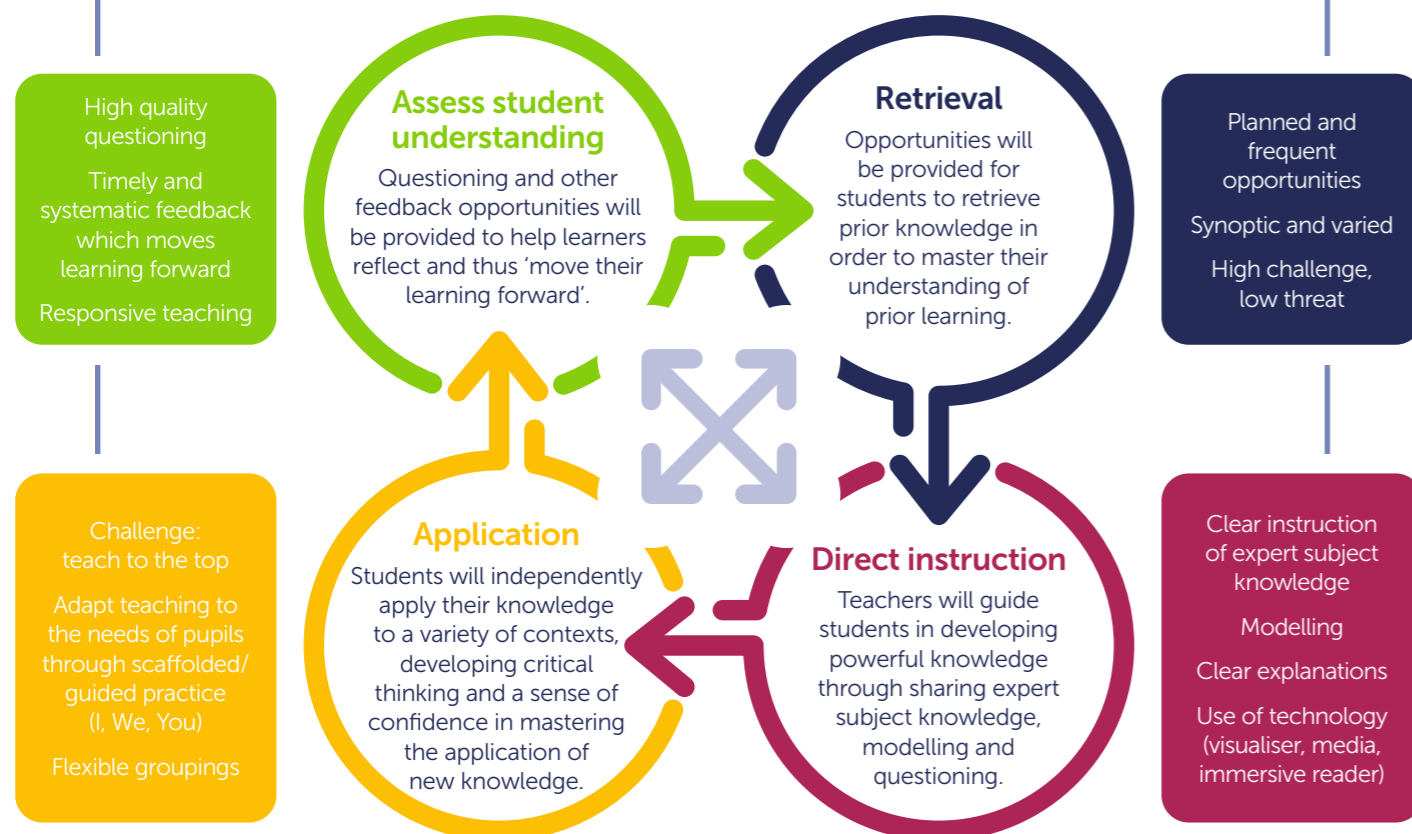 High quality
questioning
Timely and
systematic feedback
which moves
learning forward
Responsive teaching
Assess student
understanding
Questioning and other
feedback opportunities will
be provided to help learners
reflect and thus ‘move their
learning forward’.
Retrieval
Opportunities will
be provided for
students to retrieve
prior knowledge in
order to master their
understanding of
prior learning.
Planned and
frequent
opportunities
Synoptic and varied
High challenge,
low threat
Challenge:
teach to the top
Adapt teaching to
the needs of pupils
through scaffolded/
guided practice
(I, We, You)
Flexible groupings
Application
Students will independently
apply their knowledge
to a variety of contexts,
developing critical
thinking and a sense of
confidence in mastering
the application of
new knowledge.
Direct instruction
Teachers will guide
students in developing
powerful knowledge
through sharing expert
subject knowledge,
modelling and
questioning.
Clear instruction
of expert subject
knowledge
Modelling
Clear explanations
Use of technology
(visualiser, media,
immersive reader)